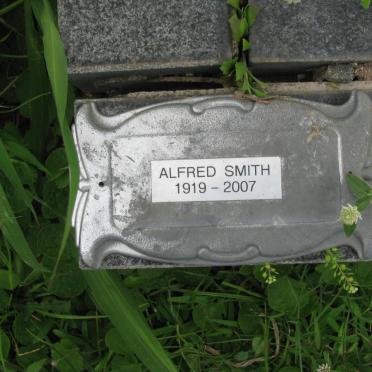 ALFRED SMITH
1919 - 2007